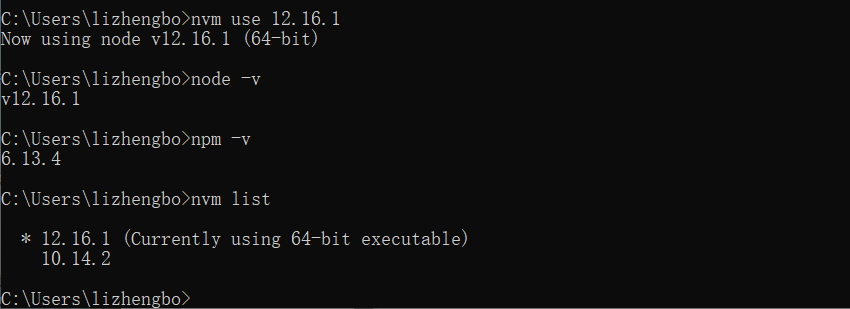 C:\Users\lizhengbo>nvm use 12.16.1
Now using node v12.16.1 (64-bit)
C:\Users\lizhengbo>node -v
v12.16.1
C:\Users\lizhengbo>npm -v
6.13.4
C:\Users\lizhengbo>nvm list
* 12.16.1 (Currently using 64-bit executable)
10.14.2
C:\Users\lizhengbo>